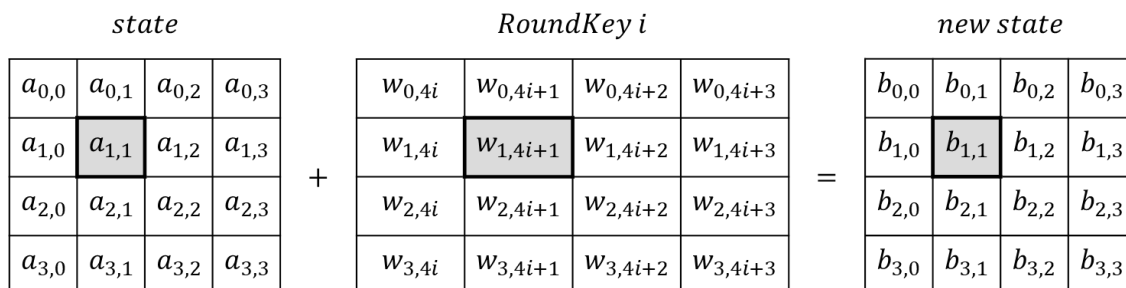 state RoundKey i new state
a₀,₀ a₀,₁ a₀,₂ a₀,₃ w₀,₄ᵢ w₀,₄ᵢ₊₁ w₀,₄ᵢ₊₂ w₀,₄ᵢ₊₃ b₀,₀ b₀,₁ b₀,₂ b₀,₃
a₁,₀ a₁,₁ a₁,₂ a₁,₃ w₁,₄ᵢ w₁,₄ᵢ₊₁ w₁,₄ᵢ₊₂ w₁,₄ᵢ₊₃ b₁,₀ b₁,₁ b₁,₂ b₁,₃
+ =
a₂,₀ a₂,₁ a₂,₂ a₂,₃ w₂,₄ᵢ w₂,₄ᵢ₊₁ w₂,₄ᵢ₊₂ w₂,₄ᵢ₊₃ b₂,₀ b₂,₁ b₂,₂ b₂,₃
a₃,₀ a₃,₁ a₃,₂ a₃,₃ w₃,₄ᵢ w₃,₄ᵢ₊₁ w₃,₄ᵢ₊₂ w₃,₄ᵢ₊₃ b₃,₀ b₃,₁ b₃,₂ b₃,₃